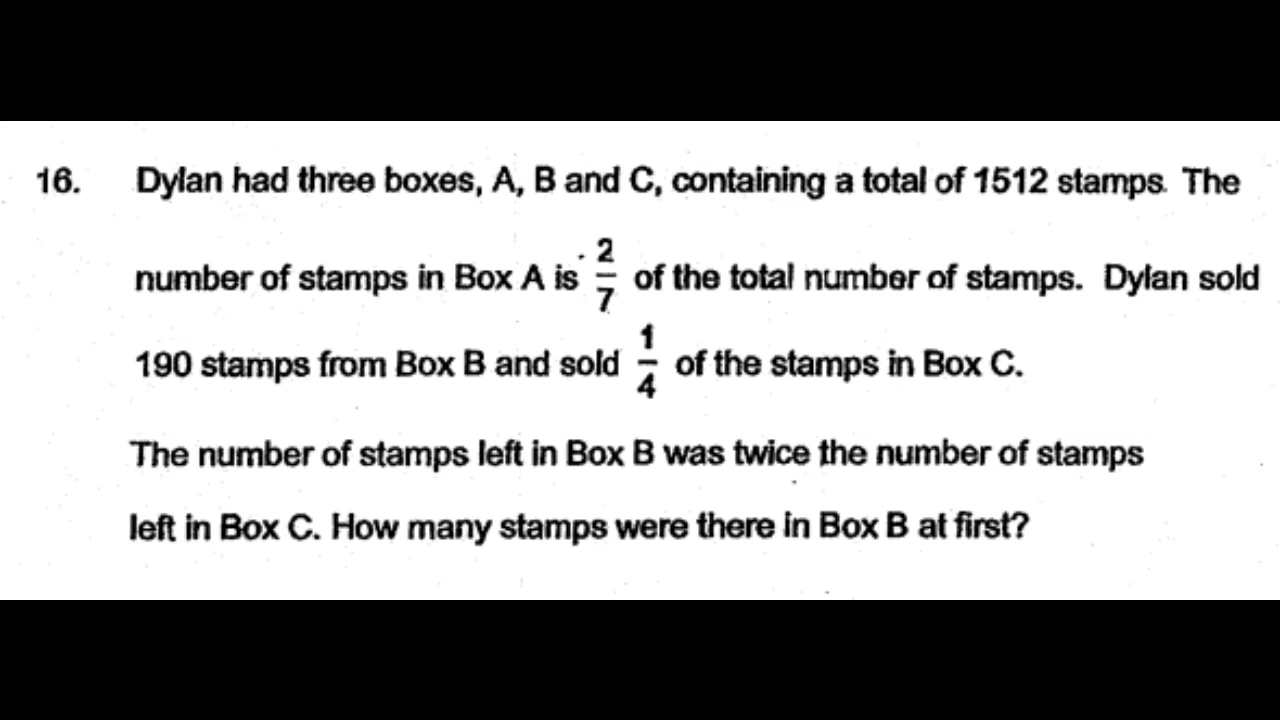 16. Dylan had three boxes, A, B and C, containing a total of 1512 stamps. The
number of stamps in Box A is 2/7 of the total number of stamps. Dylan sold
190 stamps from Box B and sold 1/4 of the stamps in Box C.
The number of stamps left in Box B was twice the number of stamps
left in Box C. How many stamps were there in Box B at first?